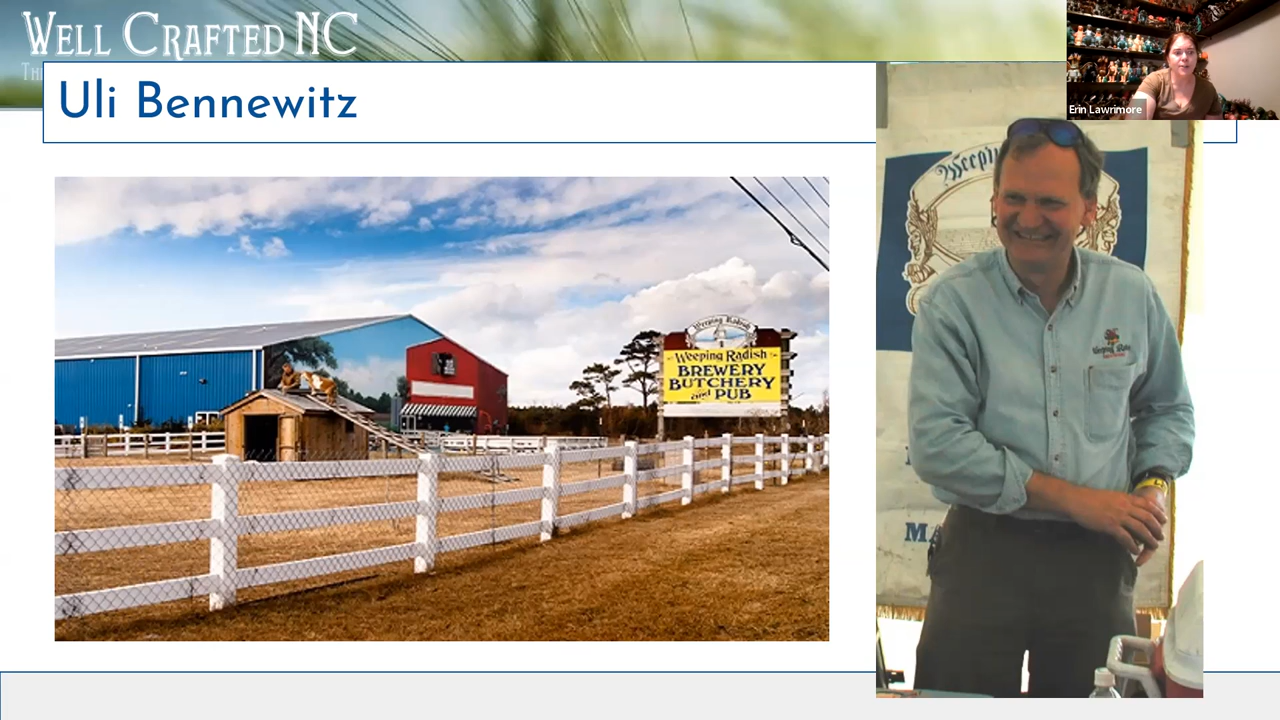 WELL CRAFTED NC
Erin Lawrimore
Uli Bennewitz
Weeping Radish
Weeping Radish
BREWERY
BUTCHERY
and PUB